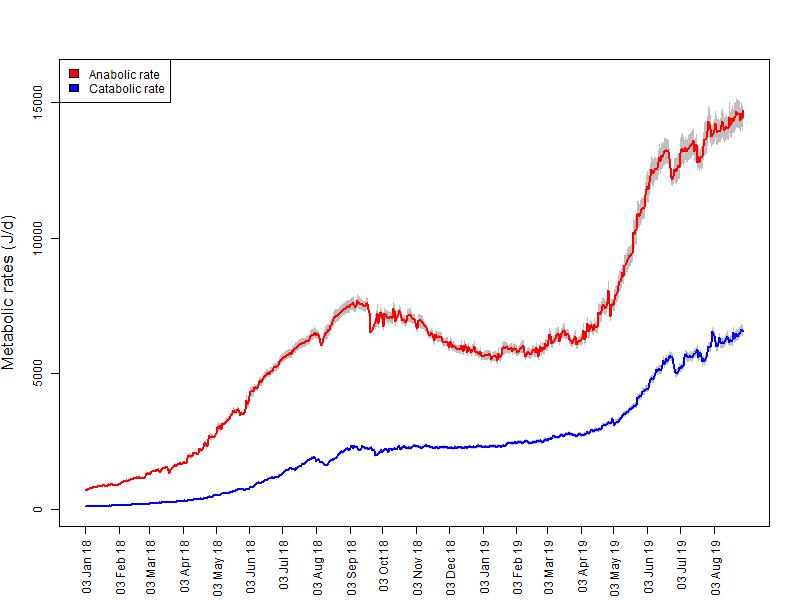 Anabolic rate
Catabolic rate
Metabolic rates (J/d)
15000
10000
5000
0
03 Jan 18
03 Feb 18
03 Mar 18
03 Apr 18
03 May 18
03 Jun 18
03 Jul 18
03 Aug 18
03 Sep 18
03 Oct 18
03 Nov 18
03 Dec 18
03 Jan 19
03 Feb 19
03 Mar 19
03 Apr 19
03 May 19
03 Jun 19
03 Jul 19
03 Aug 19